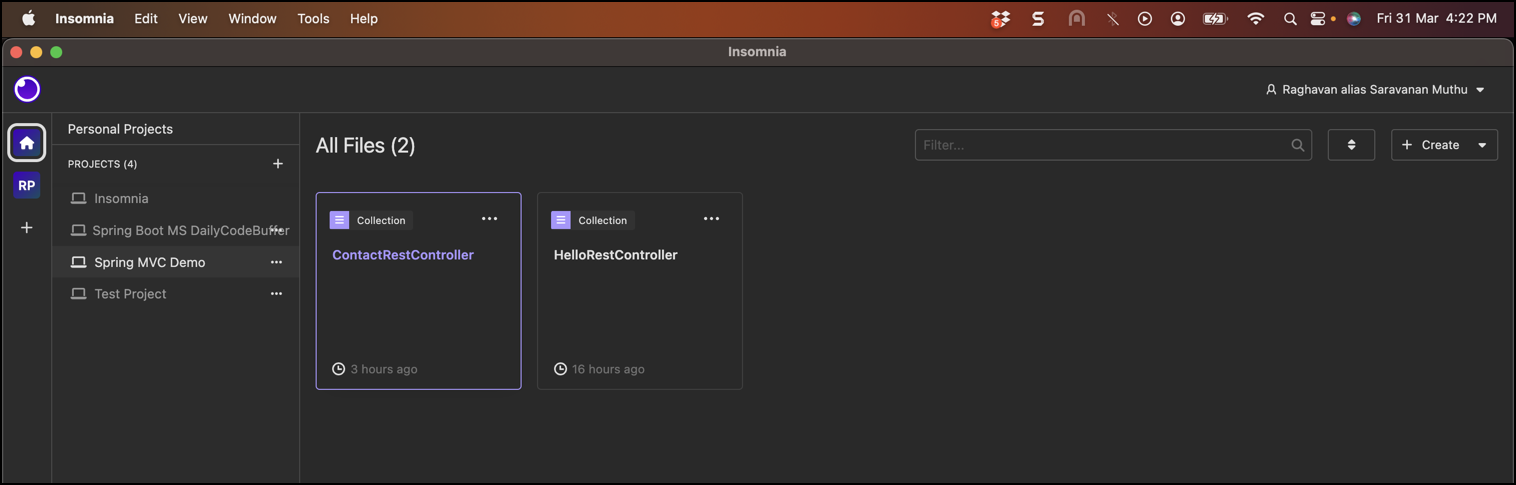 Insomnia Edit View Window Tools Help 5 Fri 31 Mar 4:22 PM
Insomnia
Raghavan alias Saravanan Muthu
Personal Projects
PROJECTS (4)
Insomnia
Spring Boot MS DailyCodeBuffer
Spring MVC Demo
Test Project
RP
All Files (2)
Filter...
Create
Collection
ContactRestController
3 hours ago
Collection
HelloRestController
16 hours ago